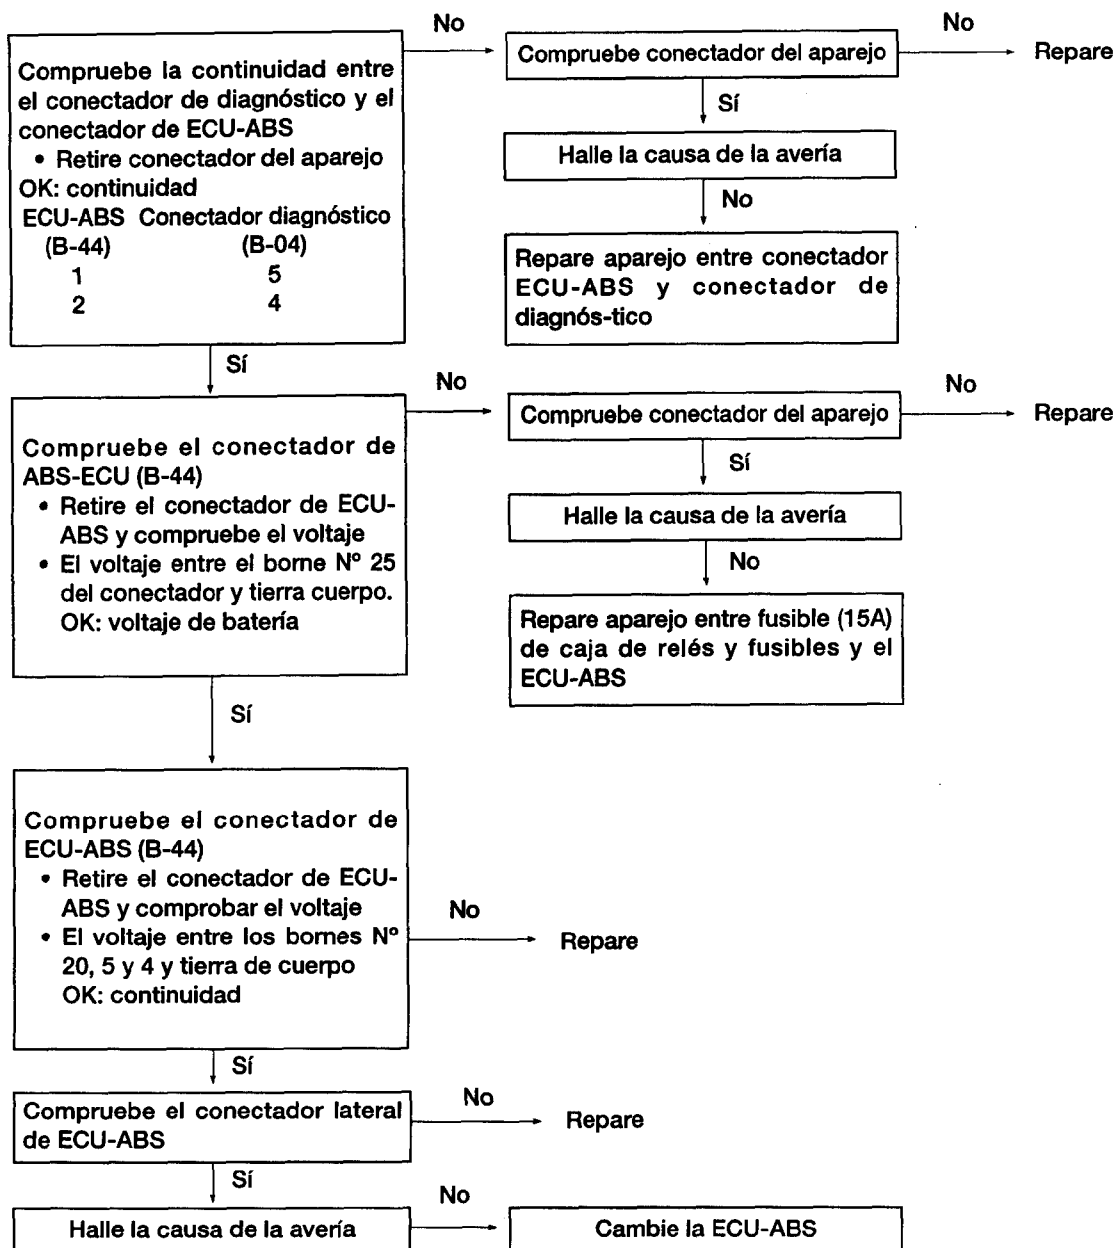 No
No
Compruebe la continuidad entre
el conectador de diagnóstico y el
conectador de ECU-ABS
• Retire conectador del aparejo
OK: continuidad
ECU-ABS Conectador diagnóstico
(B-44) (B-04)
1 5
2 4
Compruebe conectador del aparejo
Repare
Sí
Halle la causa de la avería
No
Repare aparejo entre conectador
ECU-ABS y conectador de
diagnós-tico
Sí
No
No
Compruebe el conectador de
ABS-ECU (B-44)
• Retire el conectador de ECU-
ABS y compruebe el voltaje
• El voltaje entre el borne Nº 25
del conectador y tierra cuerpo.
OK: voltaje de batería
Compruebe conectador del aparejo
Repare
Sí
Halle la causa de la avería
No
Repare aparejo entre fusible (15A)
de caja de relés y fusibles y el
ECU-ABS
Sí
Compruebe el conectador de
ECU-ABS (B-44)
• Retire el conectador de ECU-
ABS y comprobar el voltaje
• El voltaje entre los bornes Nº
20, 5 y 4 y tierra de cuerpo
OK: continuidad
No
Repare
Sí
Compruebe el conectador lateral
de ECU-ABS
No
Repare
Sí
Halle la causa de la avería
No
Cambie la ECU-ABS